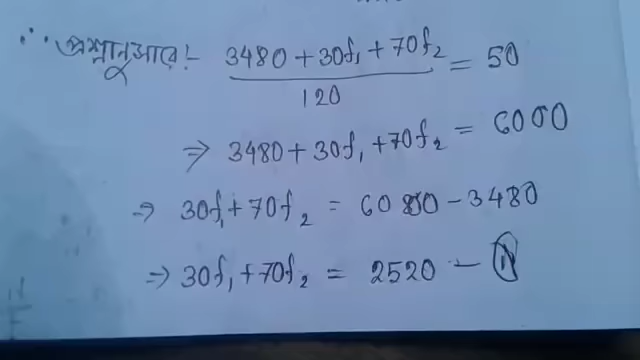 ∴ প্রশ্নানুসারে:- (3480 + 30f₁ + 70f₂)/120 = 50
⇒ 3480 + 30f₁ + 70f₂ = 6000
⇒ 30f₁ + 70f₂ = 6000 - 3480
⇒ 30f₁ + 70f₂ = 2520 —